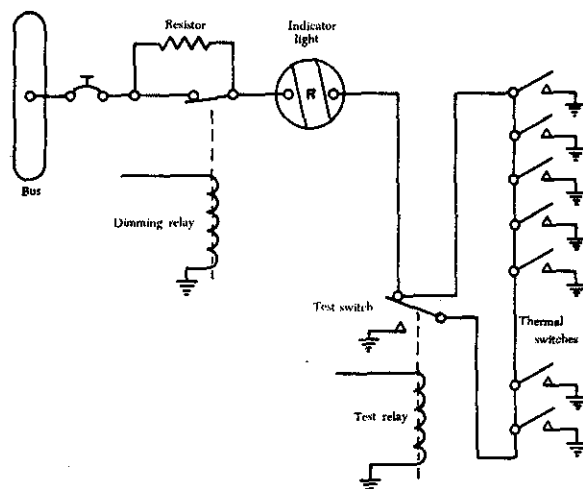 Resistor
Indicator
light
R
Bus
Dimming relay
Test switch
Thermal
switches
Test relay